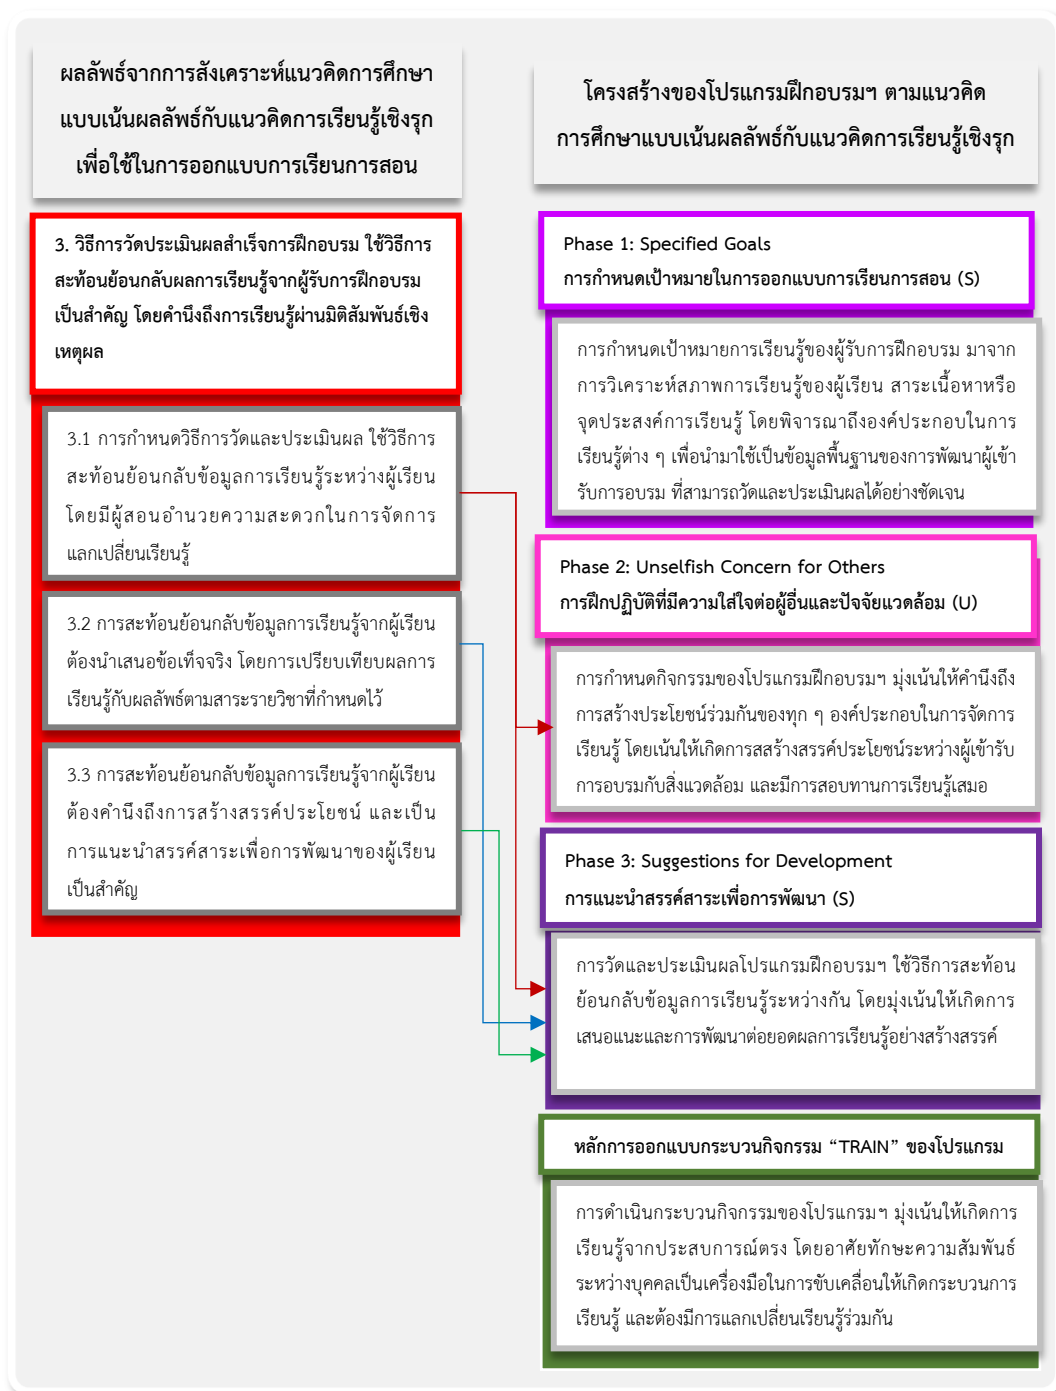 ผลลัพธ์จากการสังเคราะห์แนวคิดการศึกษา
แบบเน้นผลลัพธ์กับแนวคิดการเรียนรู้เชิงรุก
เพื่อใช้ในการออกแบบการเรียนการสอน
3. วิธีการวัดประเมินผลสำเร็จการฝึกอบรม ใช้วิธีการ
สะท้อนย้อนกลับผลการเรียนรู้จากผู้รับการฝึกอบรม
เป็นสำคัญ โดยคำนึงถึงการเรียนรู้ผ่านมิติสัมพันธ์เชิง
เหตุผล
3.1 การกำหนดวิธีการวัดและประเมินผล ใช้วิธีการ
สะท้อนย้อนกลับข้อมูลการเรียนรู้ระหว่างผู้เรียน
โดยมีผู้สอนอำนวยความสะดวกในการจัดการ
แลกเปลี่ยนเรียนรู้
3.2 การสะท้อนย้อนกลับข้อมูลการเรียนรู้จากผู้เรียน
ต้องนำเสนอข้อเท็จจริง โดยการเปรียบเทียบผลการ
เรียนรู้กับผลลัพธ์ตามสาระรายวิชาที่กำหนดไว้
3.3 การสะท้อนย้อนกลับข้อมูลการเรียนรู้จากผู้เรียน
ต้องคำนึงถึงการสร้างสรรค์ประโยชน์ และเป็น
การแนะนำสรรค์สาระเพื่อการพัฒนาของผู้เรียน
เป็นสำคัญ
โครงสร้างของโปรแกรมฝึกอบรมฯ ตามแนวคิด
การศึกษาแบบเน้นผลลัพธ์กับแนวคิดการเรียนรู้เชิงรุก
Phase 1: Specified Goals
การกำหนดเป้าหมายในการออกแบบการเรียนการสอน (S)
การกำหนดเป้าหมายการเรียนรู้ของผู้รับการฝึกอบรม มาจาก
การวิเคราะห์สภาพการเรียนรู้ของผู้เรียน สาระเนื้อหาหรือ
จุดประสงค์การเรียนรู้ โดยพิจารณาถึงองค์ประกอบในการ
เรียนรู้ต่าง ๆ เพื่อนำมาใช้เป็นข้อมูลพื้นฐานของการพัฒนาผู้เข้า
รับการอบรม ที่สามารถวัดและประเมินผลได้อย่างชัดเจน
Phase 2: Unselfish Concern for Others
การฝึกปฏิบัติที่มีความใส่ใจต่อผู้อื่นและปัจจัยแวดล้อม (U)
การกำหนดกิจกรรมของโปรแกรมฝึกอบรมฯ มุ่งเน้นให้คำนึงถึง
การสร้างประโยชน์ร่วมกันของทุก ๆ องค์ประกอบในการจัดการ
เรียนรู้ โดยเน้นให้เกิดการสสร้างสรรค์ประโยชน์ระหว่างผู้เข้ารับ
การอบรมกับสิ่งแวดล้อม และมีการสอบทานการเรียนรู้เสมอ
Phase 3: Suggestions for Development
การแนะนำสรรค์สาระเพื่อการพัฒนา (S)
การวัดและประเมินผลโปรแกรมฝึกอบรมฯ ใช้วิธีการสะท้อน
ย้อนกลับข้อมูลการเรียนรู้ระหว่างกัน โดยมุ่งเน้นให้เกิดการ
เสนอแนะและการพัฒนาต่อยอดผลการเรียนรู้อย่างสร้างสรรค์
หลักการออกแบบกระบวนกิจกรรม “TRAIN” ของโปรแกรม
การดำเนินกระบวนกิจกรรมของโปรแกรมฯ มุ่งเน้นให้เกิดการ
เรียนรู้จากประสบการณ์ตรง โดยอาศัยทักษะความสัมพันธ์
ระหว่างบุคคลเป็นเครื่องมือในการขับเคลื่อนให้เกิดกระบวนการ
เรียนรู้ และต้องมีการแลกเปลี่ยนเรียนรู้ร่วมกัน